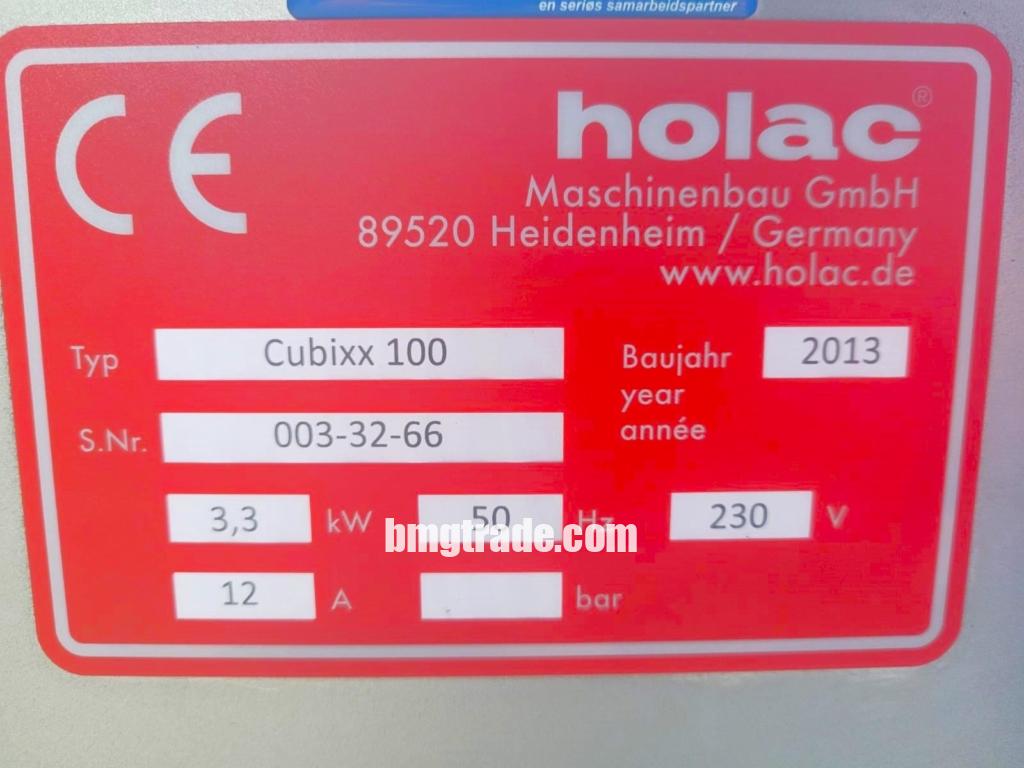 en seriøs samarbeidspartner
CE
holac®
Maschinenbau GmbH
89520 Heidenheim / Germany
www.holac.de
Typ Cubixx 100
Baujahr 2013
year
année
S.Nr. 003-32-66
3,3 kW 50 Hz 230 V
bmgtrade.com
12 A bar